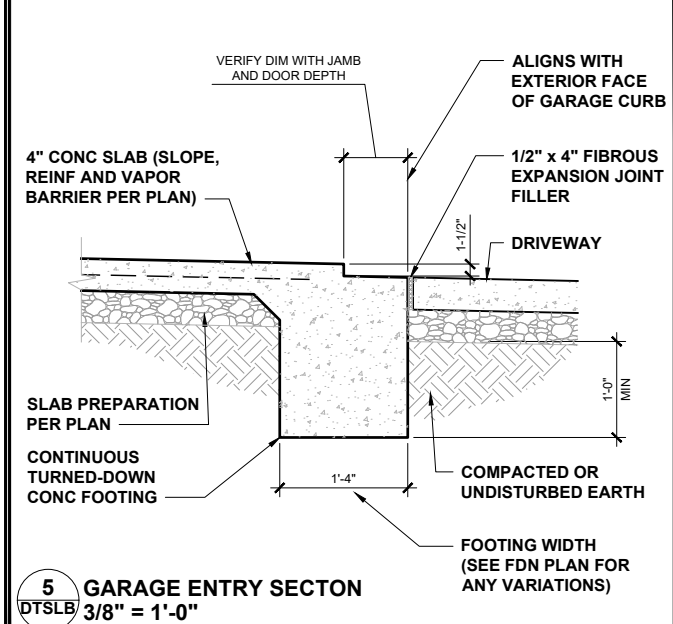 VERIFY DIM WITH JAMB
AND DOOR DEPTH
ALIGNS WITH
EXTERIOR FACE
OF GARAGE CURB
4" CONC SLAB (SLOPE,
REINF AND VAPOR
BARRIER PER PLAN)
1/2" x 4" FIBROUS
EXPANSION JOINT
FILLER
1-1/2"
DRIVEWAY
SLAB PREPARATION
PER PLAN
1'-0"
MIN
CONTINUOUS
TURNED-DOWN
CONC FOOTING
1'-4"
COMPACTED OR
UNDISTURBED EARTH
FOOTING WIDTH
(SEE FDN PLAN FOR
ANY VARIATIONS)
5
DTSLB
GARAGE ENTRY SECTON
3/8" = 1'-0"